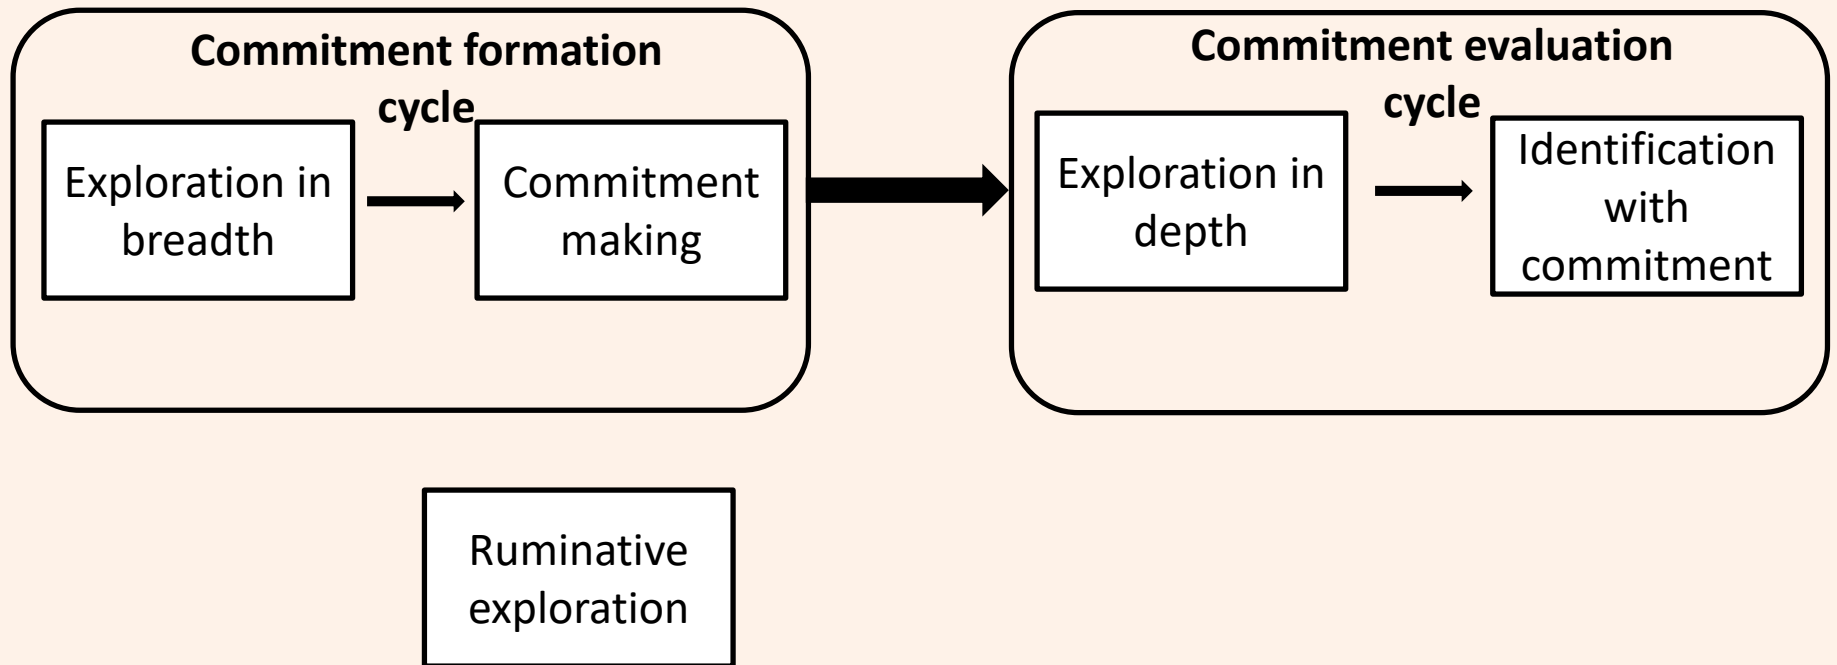 Commitment formation
cycle
Exploration in
breadth
Commitment
making
Commitment evaluation
cycle
Exploration in
depth
Identification
with
commitment
Ruminative
exploration